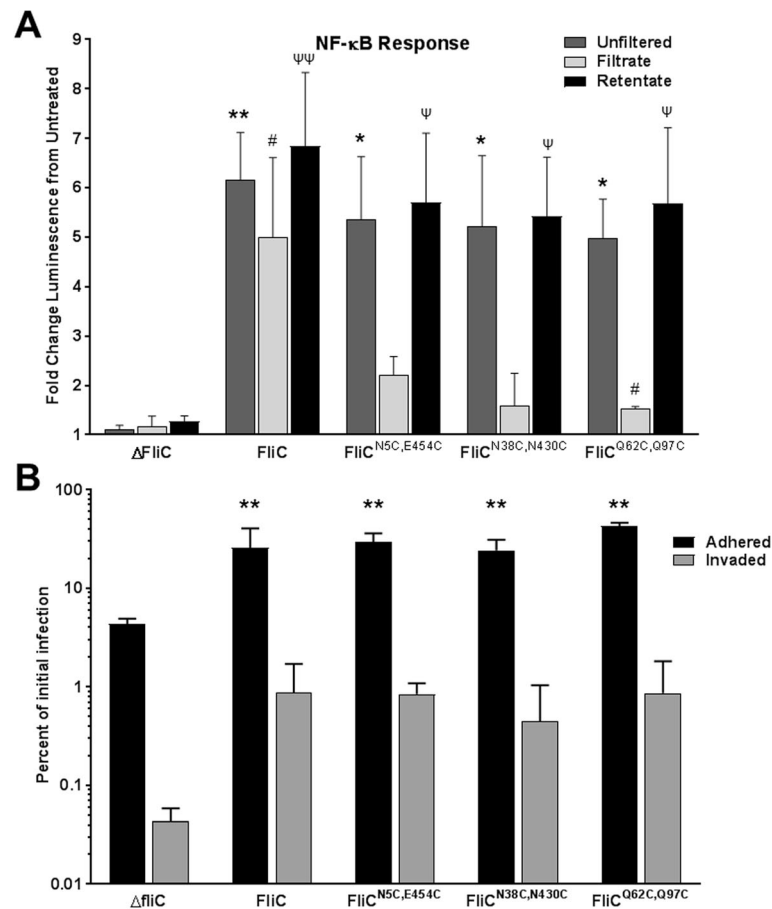 A
NF-κB Response
Unfiltered
Filtrate
Retentate
Fold Change Luminescence from Untreated
9
8
7
6
5
4
3
2
1
** # ΨΨ * Ψ * Ψ * # Ψ
ΔFliC FliC FliC^N5C,E454C FliC^N38C,N430C FliC^Q62C,Q97C
B
Adhered
Invaded
Percent of initial infection
100
10
1
0.1
0.01
** ** ** **
ΔfliC FliC FliC^N5C,E454C FliC^N38C,N430C FliC^Q62C,Q97C